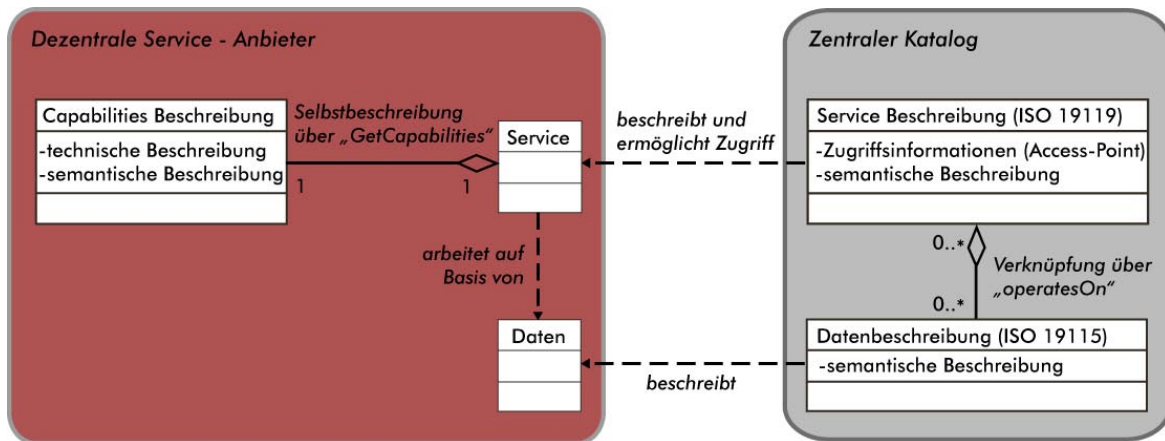 Dezentrale Service - Anbieter
Capabilities Beschreibung
-technische Beschreibung
-semantische Beschreibung
Selbstbeschreibung
über „GetCapabilities“
1
1
Service
arbeitet auf
Basis von
Daten
beschreibt und
ermöglicht Zugriff
beschreibt
Zentraler Katalog
Service Beschreibung (ISO 19119)
-Zugriffsinformationen (Access-Point)
-semantische Beschreibung
0..*
Verknüpfung über
„operatesOn“
0..*
Datenbeschreibung (ISO 19115)
-semantische Beschreibung